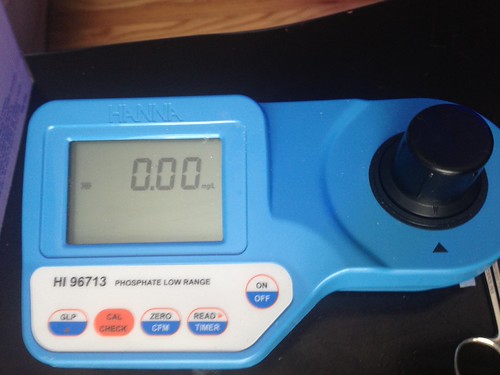 HANNA
0.00 mg/L
HI 96713 PHOSPHATE LOW RANGE
ON
OFF
GLP
CAL
CHECK
ZERO
CFM
READ ►
TIMER